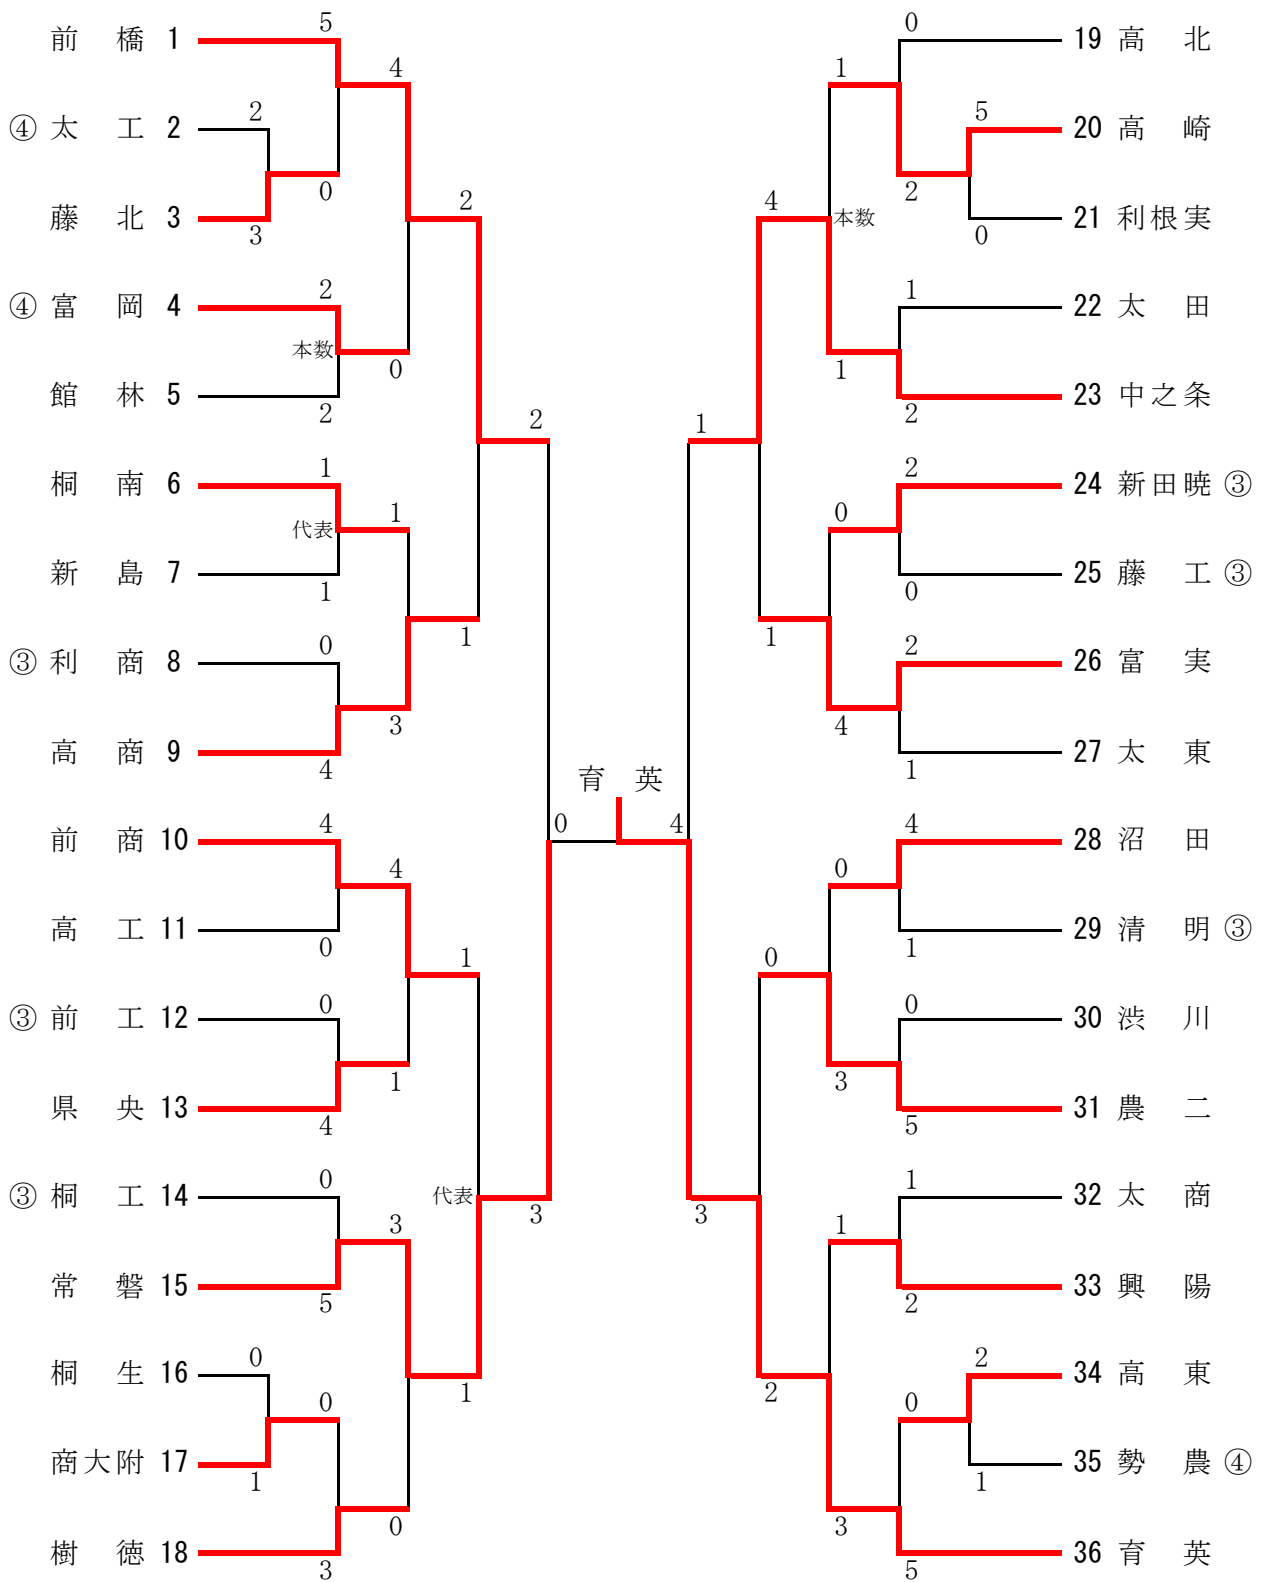 前橋 1
④ 太工 2
藤北 3
④ 富岡 4
館林 5
桐南 6
新島 7
③ 利商 8
高商 9
前商 10
高工 11
③ 前工 12
県央 13
③ 桐工 14
常磐 15
桐生 16
商大附 17
樹徳 18
5
2
3
0
2
本数
2
1
代表
1
0
4
4
0
0
4
0
5
0
1
0
3
4
0
1
3
4
1
3
0
2
1
1
代表
1
2
3
0
育英
4
1
3
4
1
0
2
1
本数
1
0
4
0
3
1
3
0
2
5
0
1
2
2
0
2
1
4
1
0
5
1
2
0
2
1
5
19 高北
20 高崎
21 利根実
22 太田
23 中之条
24 新田暁 ③
25 藤工 ③
26 富実
27 太東
28 沼田
29 清明 ③
30 渋川
31 農二
32 太商
33 興陽
34 高東
35 勢農 ④
36 育英